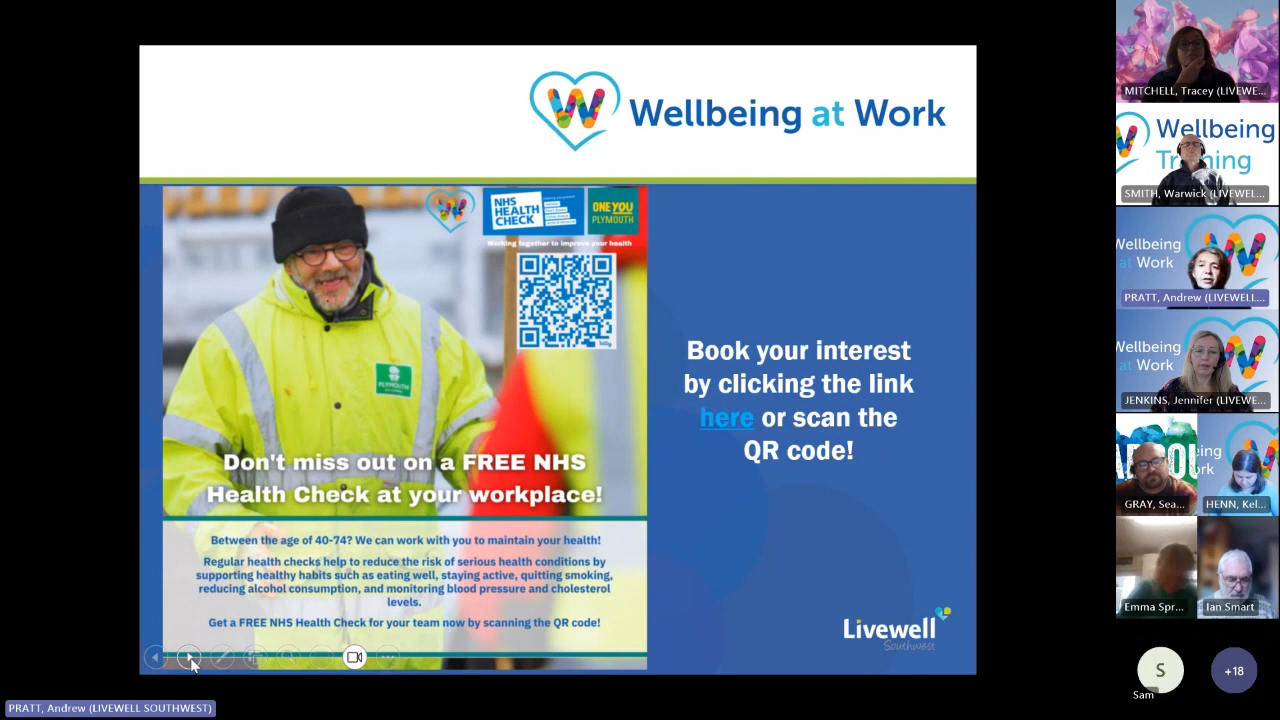 Wellbeing at Work
NHS
HEALTH
CHECK
ONE YOU
PLYMOUTH
Working together to improve your health
PLYMOUTH
Don't miss out on a FREE NHS
Health Check at your workplace!
Between the age of 40-74? We can work with you to maintain your health!
Regular health checks help to reduce the risk of serious health conditions by
supporting healthy habits such as eating well, staying active, quitting smoking,
reducing alcohol consumption, and monitoring blood pressure and cholesterol
levels.
Get a FREE NHS Health Check for your team now by scanning the QR code!
Book your interest
by clicking the link
here or scan the
QR code!
Livewell
Southwest
MITCHELL, Tracey (LIVEWE...
Wellbeing
Training
SMITH, Warwick (LIVEWEL...
Wellbeing
at Work
PRATT, Andrew (LIVEWELL...
Wellbeing
at Work
JENKINS, Jennifer (LIVEWE...
GRAY, Sea...
HENN, Kel...
Emma Spr...
Ian Smart
S
Sam
+18
PRATT, Andrew (LIVEWELL SOUTHWEST)